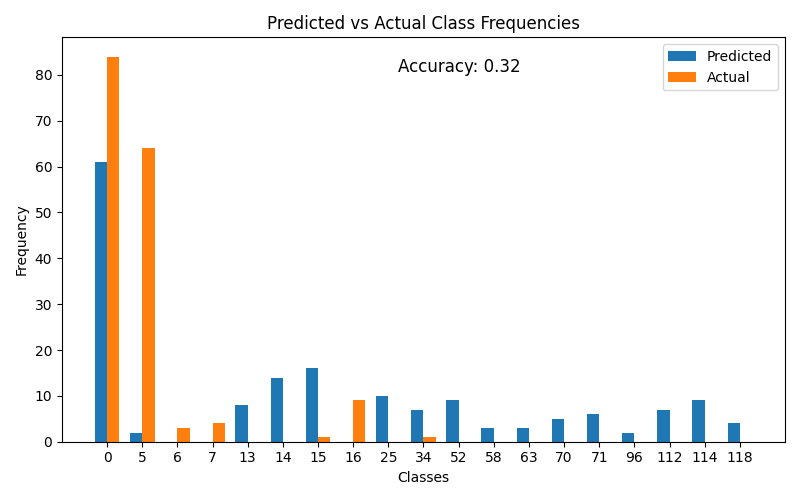 Predicted vs Actual Class Frequencies
Accuracy: 0.32
Predicted
Actual
Frequency
80
70
60
50
40
30
20
10
0
0 5 6 7 13 14 15 16 25 34 52 58 63 70 71 96 112 114 118
Classes